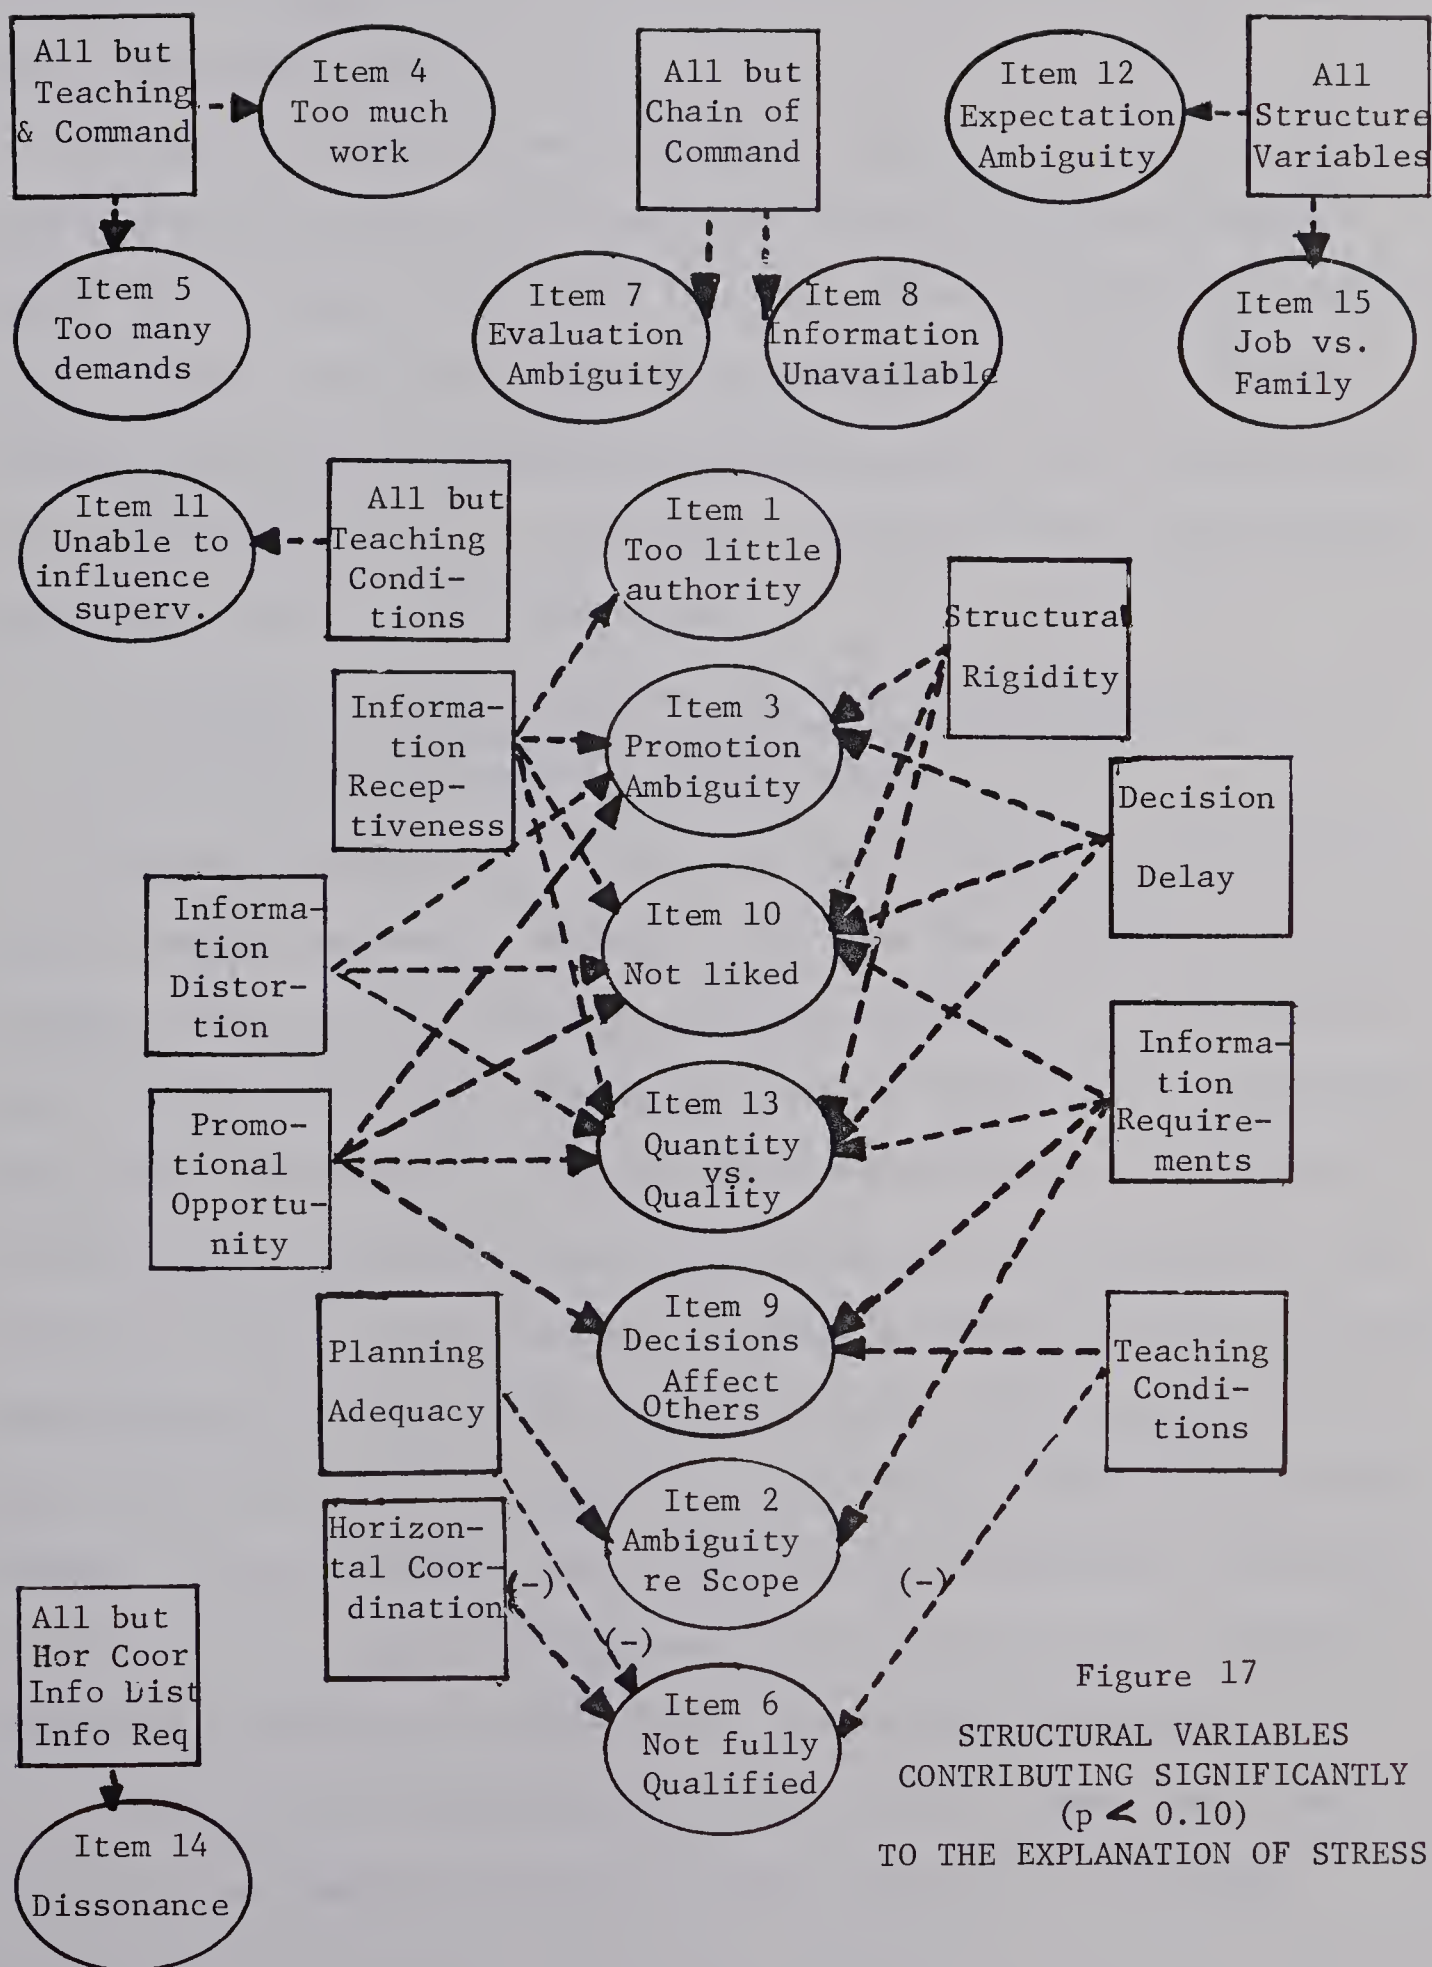 All but
Teaching
& Command
Item 4
Too much
work
All but
Chain of
Command
Item 12
Expectation
Ambiguity
All
Structure
Variables
Item 5
Too many
demands
Item 7
Evaluation
Ambiguity
Item 8
Information
Unavailable
Item 15
Job vs.
Family
Item 11
Unable to
influence
superv.
All but
Teaching
Condi-
tions
Item 1
Too little
authority
Structural
Rigidity
Informa-
tion
Recep-
tiveness
Item 3
Promotion
Ambiguity
Decision
Delay
Informa-
tion
Distor-
tion
Item 10
Not liked
Informa-
tion
Require-
ments
Promo-
tional
Opportu-
nity
Item 13
Quantity
vs.
Quality
Planning
Adequacy
Item 9
Decisions
Affect
Others
Teaching
Condi-
tions
Horizon-
tal Coor-
dination
(-)
Item 2
Ambiguity
re Scope
(-)
(-)
All but
Hor Coor
Info Dist
Info Req
Item 6
Not fully
Qualified
Item 14
Dissonance
Figure 17
STRUCTURAL VARIABLES
CONTRIBUTING SIGNIFICANTLY
(p < 0.10)
TO THE EXPLANATION OF STRESS